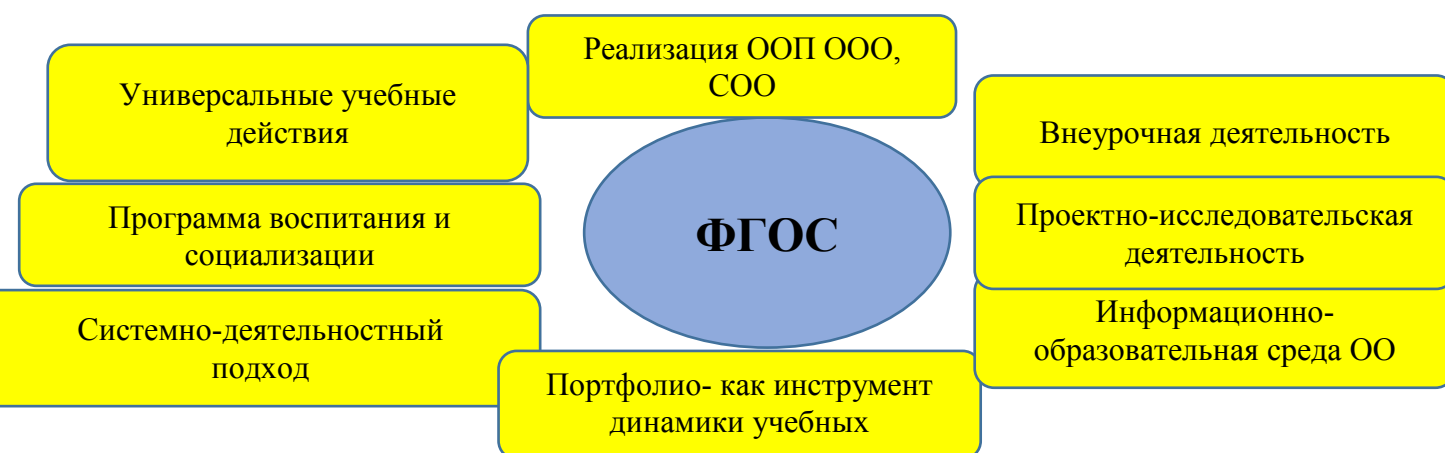 Реализация ООП ООО,
СОО
Универсальные учебные
действия
Внеурочная деятельность
Программа воспитания и
социализации
ФГОС
Проектно-исследовательская
деятельность
Системно-деятельностный
подход
Информационно-
образовательная среда ОО
Портфолио- как инструмент
динамики учебных